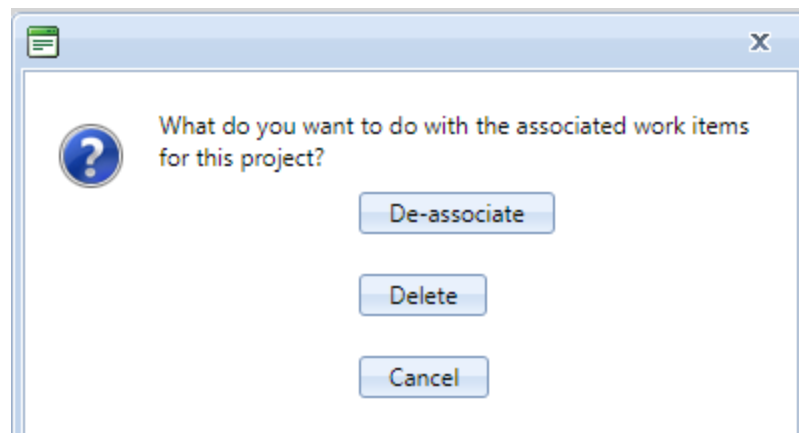 What do you want to do with the associated work items
for this project?
De-associate
Delete
Cancel